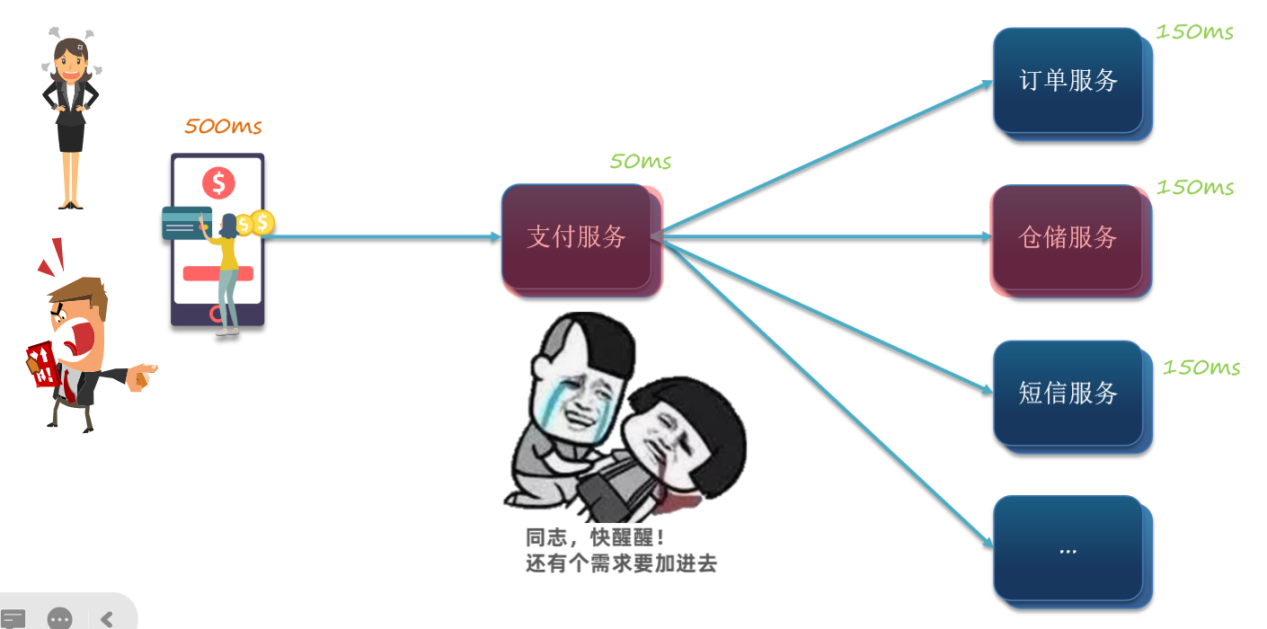 150ms
订单服务
500ms
50ms
150ms
支付服务
仓储服务
150ms
短信服务
...
同志，快醒醒！
还有个需求要加进去